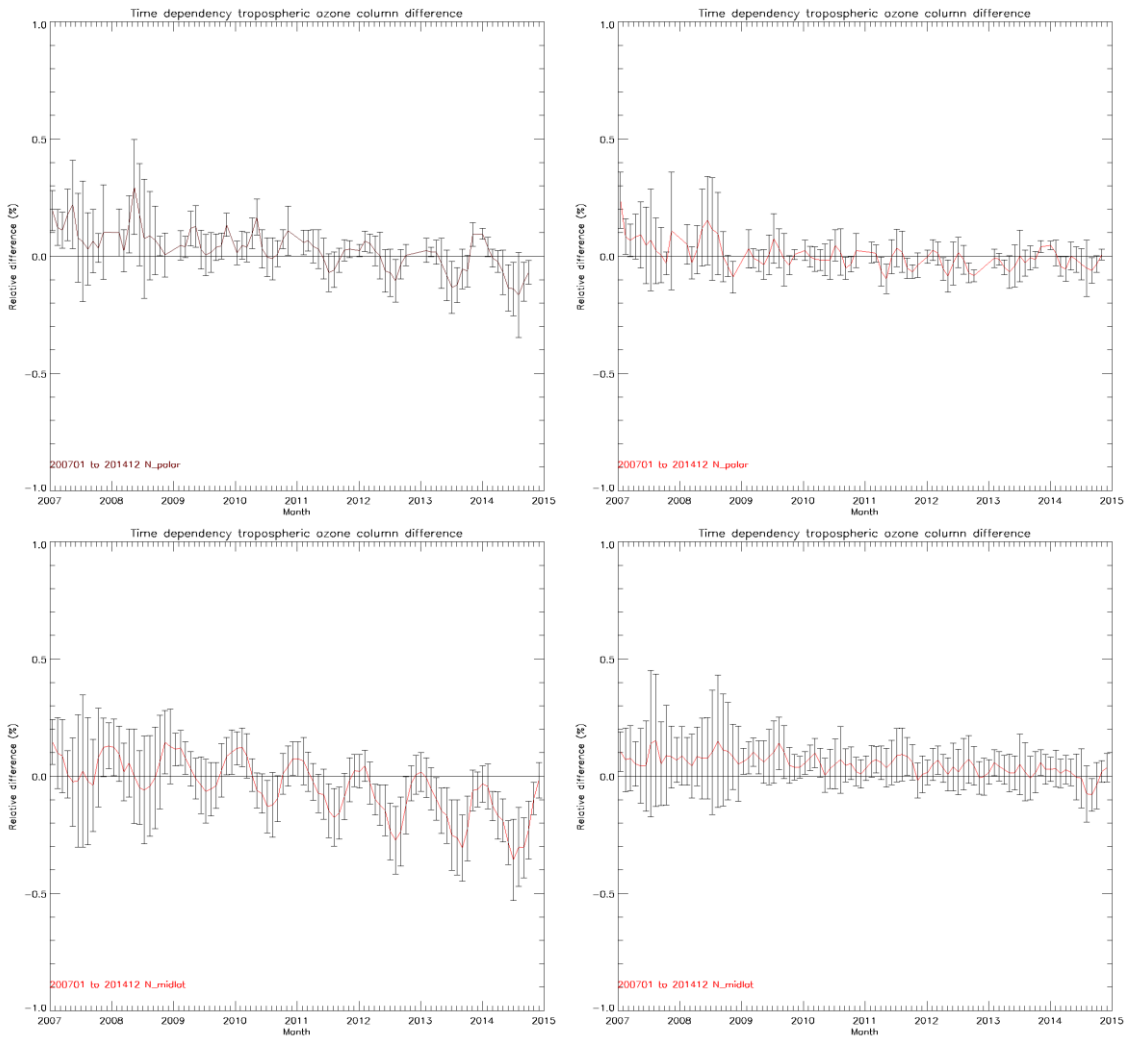 Time dependency tropospheric ozone column difference
1.0
0.5
0.0
-0.5
-1.0
Relative difference (%)
200701 to 201412 N_polar
2007 2008 2009 2010 2011 2012 2013 2014 2015
Month
Time dependency tropospheric ozone column difference
1.0
0.5
0.0
-0.5
-1.0
Relative difference (%)
200701 to 201412 N_polar
2007 2008 2009 2010 2011 2012 2013 2014 2015
Month
Time dependency tropospheric ozone column difference
1.0
0.5
0.0
-0.5
-1.0
Relative difference (%)
200701 to 201412 N_midlat
2007 2008 2009 2010 2011 2012 2013 2014 2015
Month
Time dependency tropospheric ozone column difference
1.0
0.5
0.0
-0.5
-1.0
Relative difference (%)
200701 to 201412 N_midlat
2007 2008 2009 2010 2011 2012 2013 2014 2015
Month